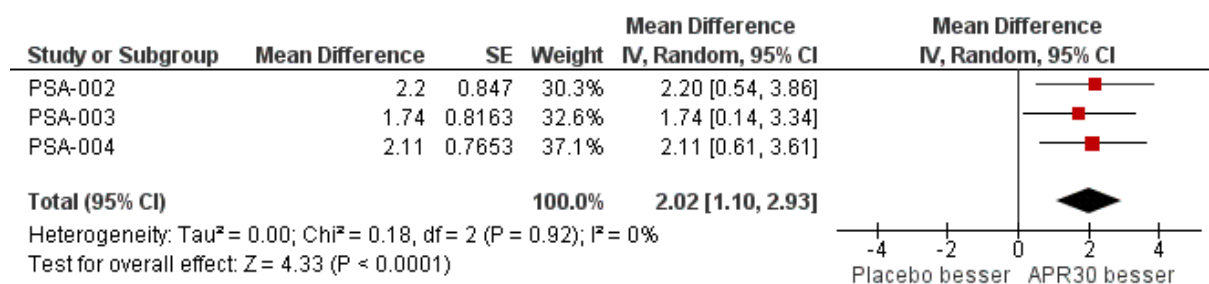 Mean Difference Mean Difference
Study or Subgroup Mean Difference SE Weight IV, Random, 95% CI IV, Random, 95% CI
PSA-002 2.2 0.847 30.3% 2.20 [0.54, 3.86]
PSA-003 1.74 0.8163 32.6% 1.74 [0.14, 3.34]
PSA-004 2.11 0.7653 37.1% 2.11 [0.61, 3.61]
Total (95% CI) 100.0% 2.02 [1.10, 2.93]
Heterogeneity: Tau² = 0.00; Chi² = 0.18, df = 2 (P = 0.92); I² = 0%
Test for overall effect: Z = 4.33 (P < 0.0001)
-4 -2 0 2 4
Placebo besser APR30 besser